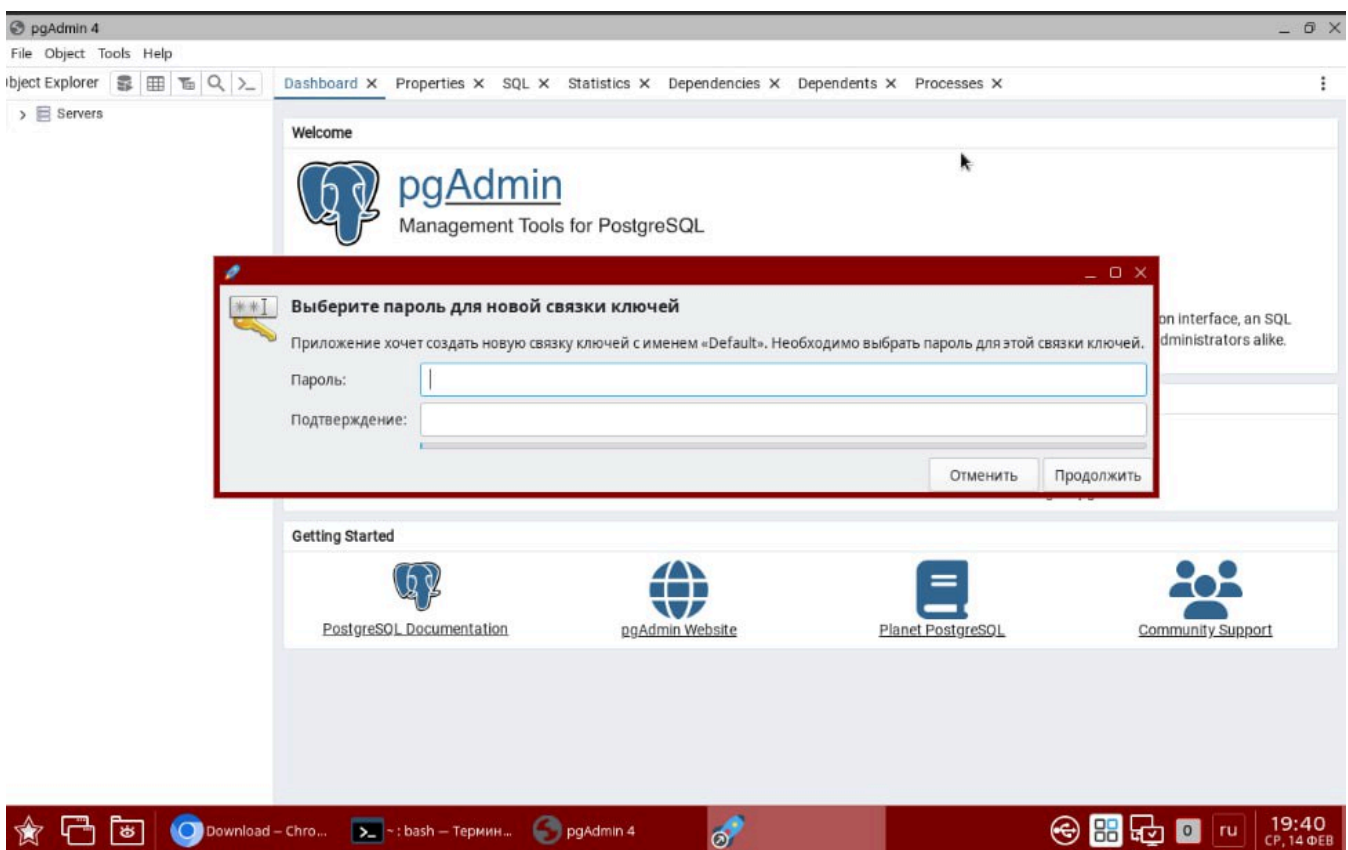 pgAdmin 4
File Object Tools Help
bject Explorer
Dashboard Properties SQL Statistics Dependencies Dependents Processes
Servers
Welcome
pgAdmin
Management Tools for PostgreSQL
Выберите пароль для новой связки ключей
on interface, an SQL
Приложение хочет создать новую связку ключей с именем «Default». Необходимо выбрать пароль для этой связки ключей.
dministrators alike.
Пароль:
Подтверждение:
Отменить Продолжить
Getting Started
PostgreSQL Documentation pgAdmin Website Planet PostgreSQL Community Support
Download – Chro... ~ : bash — Термин... pgAdmin 4 0 ru 19:40
СР, 14 ФЕВ